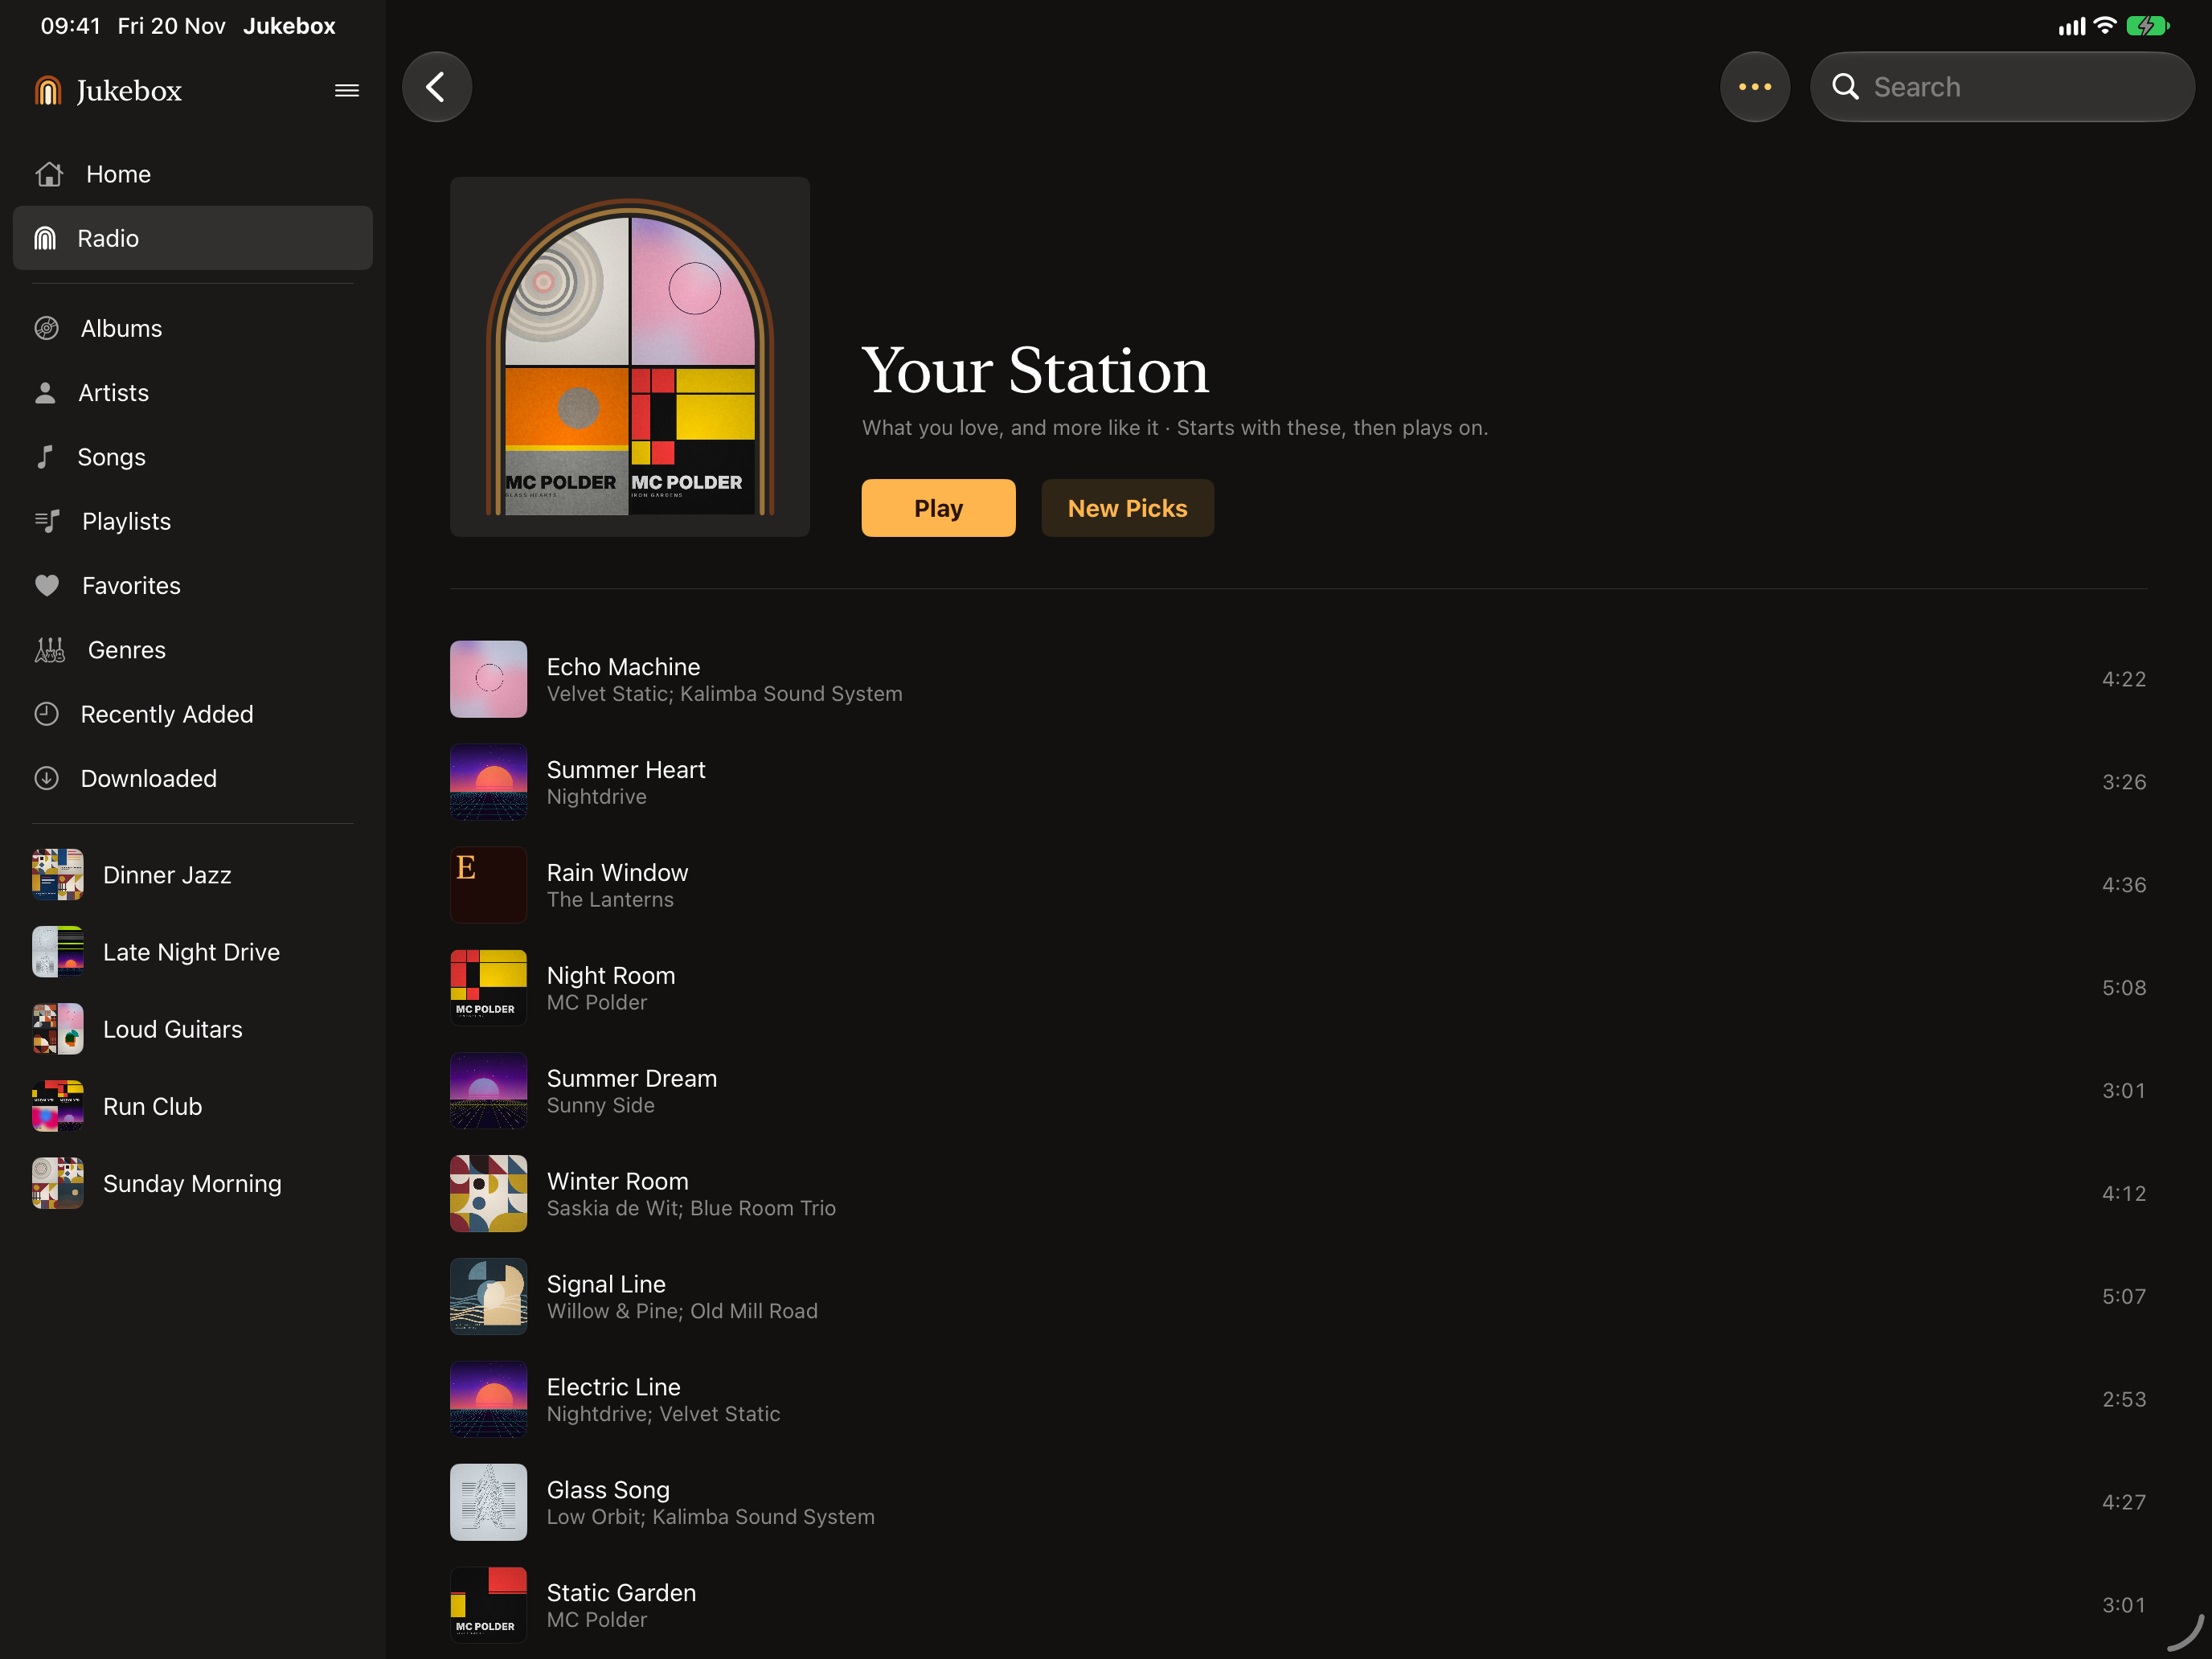 09:41 Fri 20 Nov Jukebox
Jukebox
Home
Radio
Albums
Artists
Songs
Playlists
Favorites
Genres
Recently Added
Downloaded
Dinner Jazz
Late Night Drive
Loud Guitars
Run Club
Sunday Morning
Search
MC POLDER
GLASS HEARTS
MC POLDER
IRON GARDENS
Your Station
What you love, and more like it · Starts with these, then plays on.
Play
New Picks
Echo Machine
Velvet Static; Kalimba Sound System
4:22
Summer Heart
Nightdrive
3:26
E
Rain Window
The Lanterns
4:36
MC POLDER
Night Room
MC Polder
5:08
Summer Dream
Sunny Side
3:01
Winter Room
Saskia de Wit; Blue Room Trio
4:12
Signal Line
Willow & Pine; Old Mill Road
5:07
Electric Line
Nightdrive; Velvet Static
2:53
Glass Song
Low Orbit; Kalimba Sound System
4:27
MC POLDER
Static Garden
MC Polder
3:01